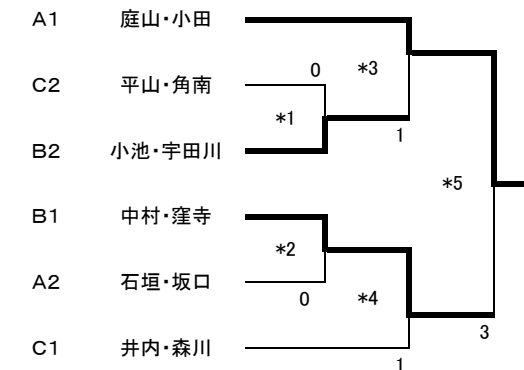 A1 庭山・小田
0
*3
C2 平山・角南
*1
1
B2 小池・宇田川
*5
B1 中村・窪寺
*2
A2 石垣・坂口
0
*4
3
C1 井内・森川
1